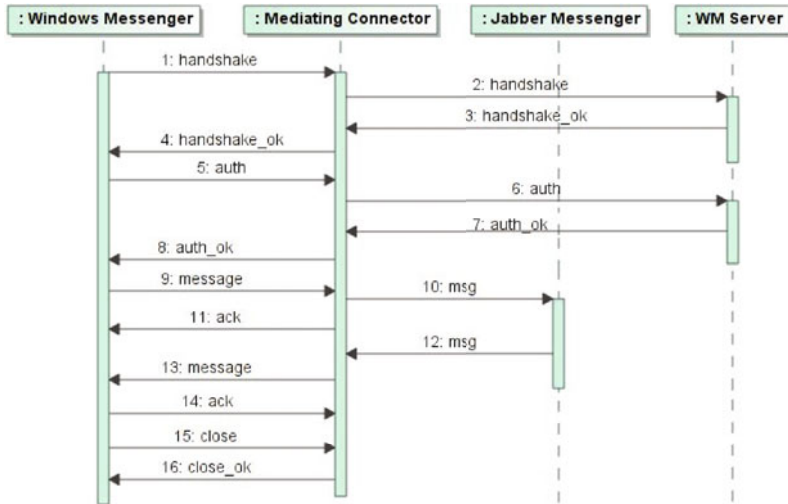 : Windows Messenger
: Mediating Connector
: Jabber Messenger
: WM Server
1: handshake
2: handshake
3: handshake_ok
4: handshake_ok
5: auth
6: auth
7: auth_ok
8: auth_ok
9: message
10: msg
11: ack
12: msg
13: message
14: ack
15: close
16: close_ok